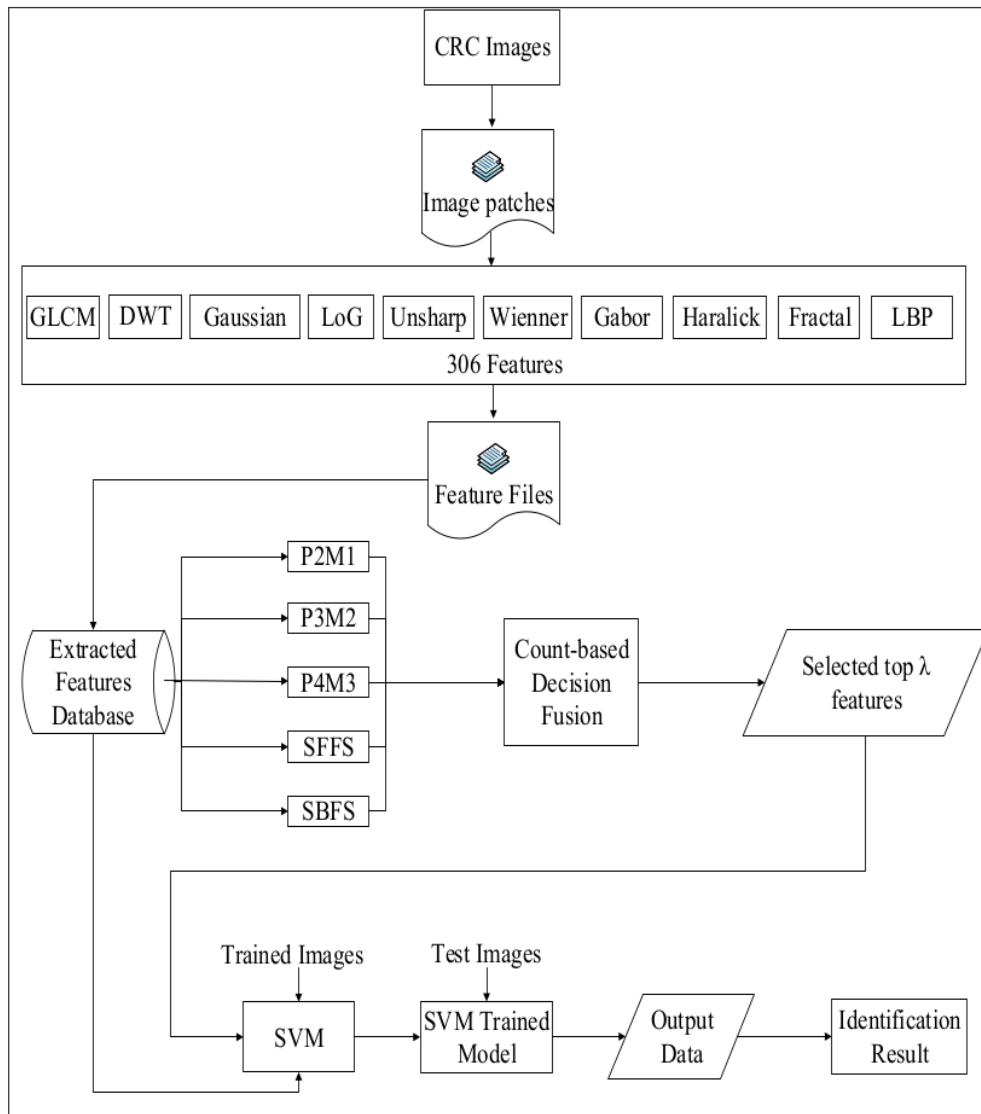 CRC Images
Image patches
GLCM
DWT
Gaussian
LoG
Unsharp
Wienner
Gabor
Haralick
Fractal
LBP
306 Features
Feature Files
P2M1
P3M2
P4M3
SFFS
SBFS
Extracted
Features
Database
Count-based
Decision
Fusion
Selected top λ
features
Trained Images
Test Images
SVM
SVM Trained
Model
Output
Data
Identification
Result